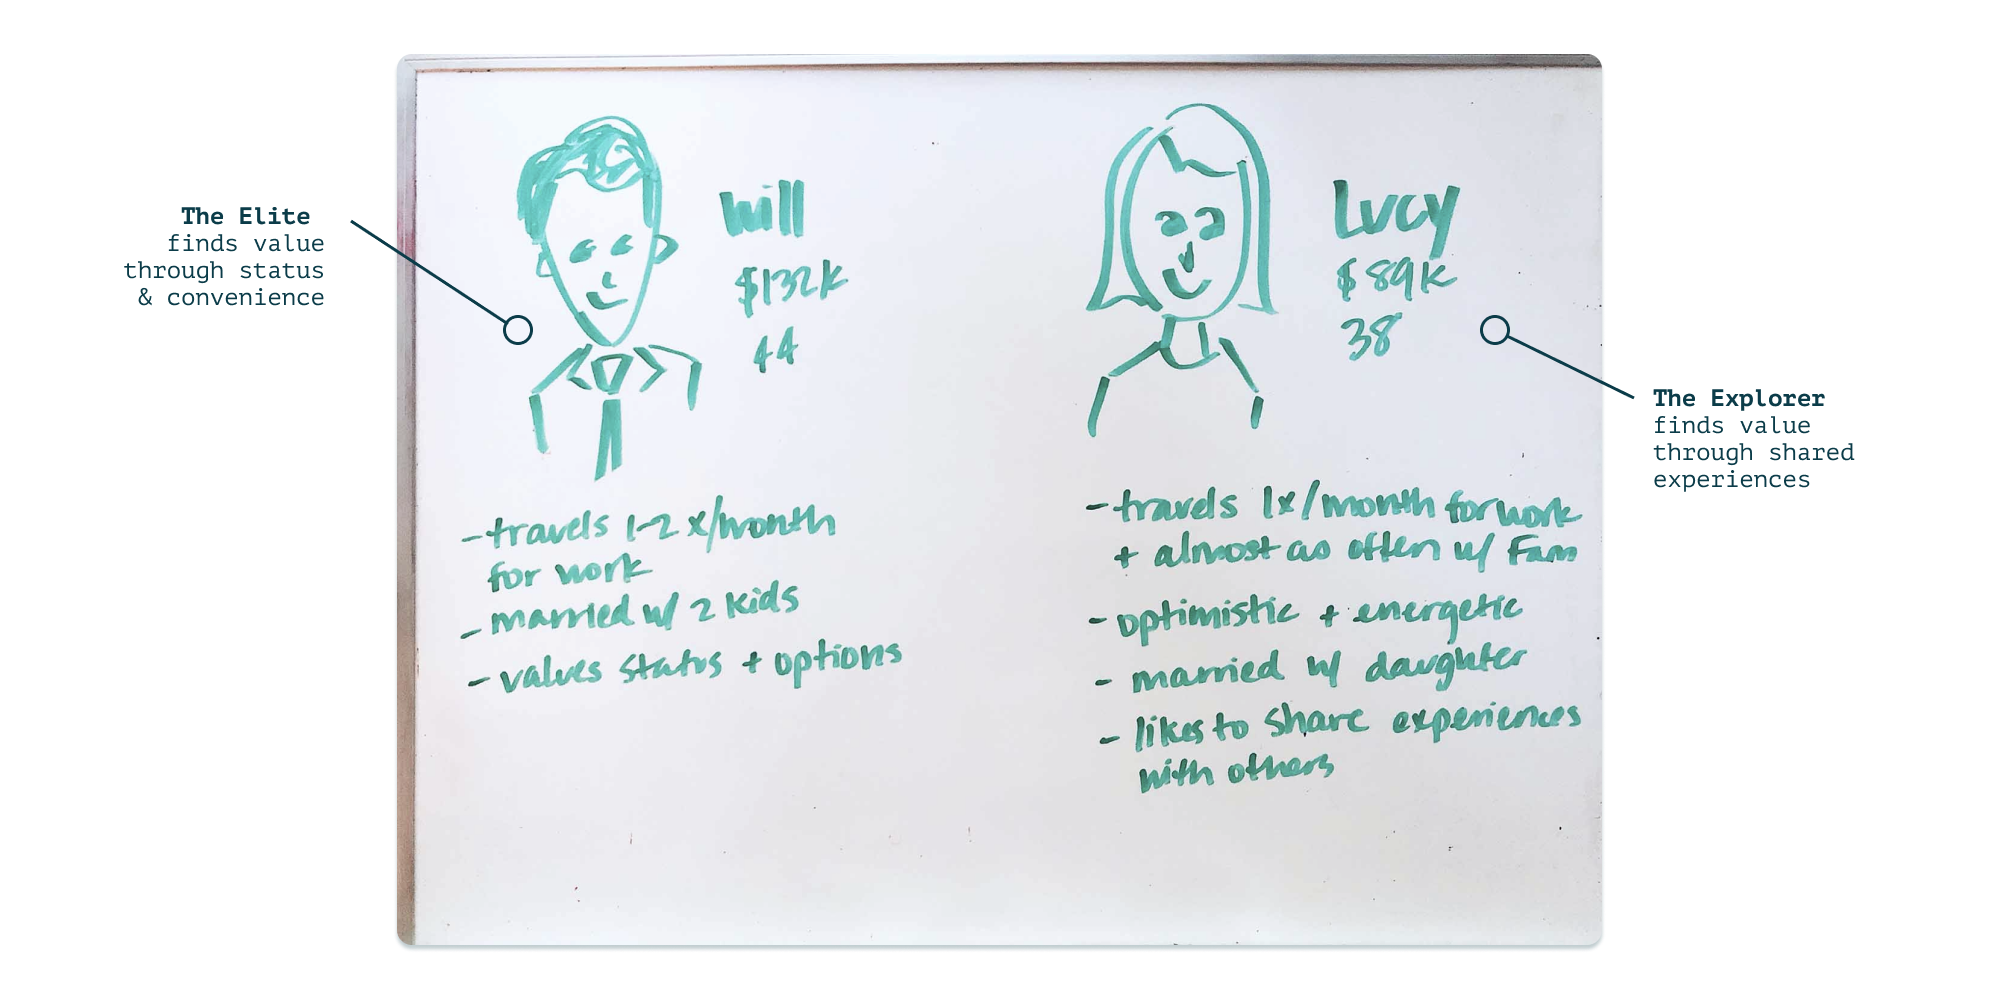 The Elite
finds value
through status
& convenience
Will
$132k
44
- travels 1-2 x/month
for work
- married w/ 2 kids
- values status + options
Lucy
$89k
38
- travels 1x/month for work
+ almost as often w/ Fam
- optimistic + energetic
- married w/ daughter
- likes to share experiences
with others
The Explorer
finds value
through shared
experiences